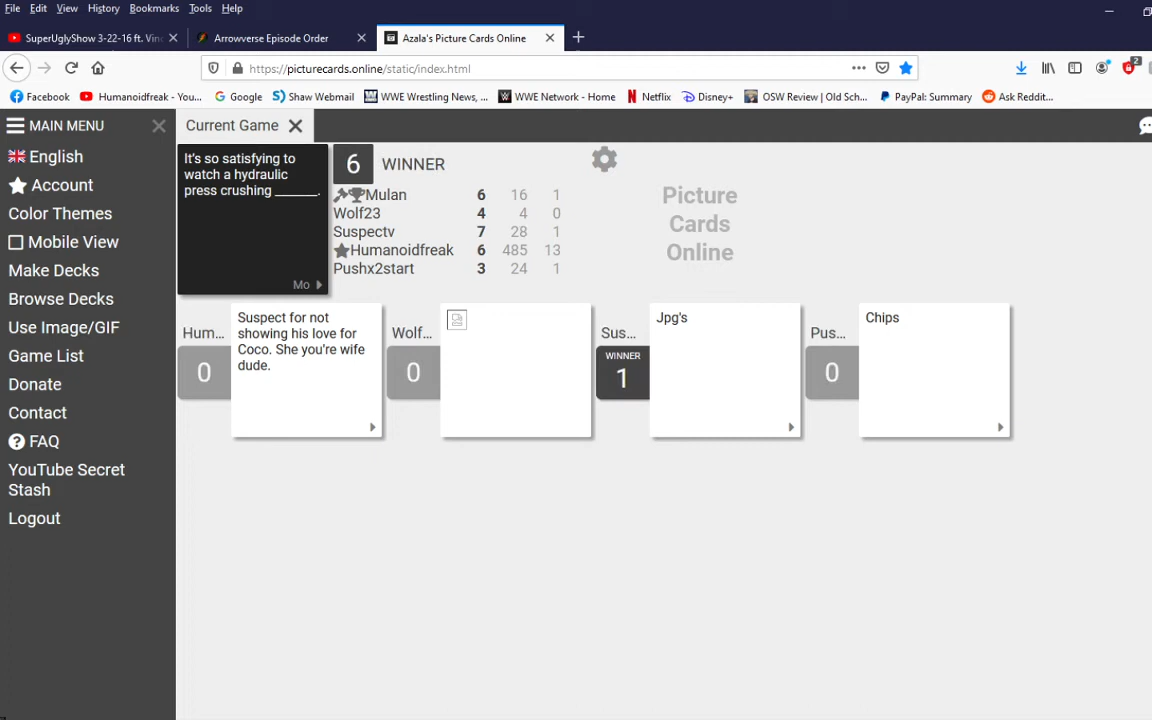 File Edit View History Bookmarks Tools Help
SuperUglyShow 3-22-16 ft. Vinc
Arrowverse Episode Order
Azala's Picture Cards Online
https://picturecards.online/static/index.html
2
Facebook
Humanoidfreak - You...
Google
Shaw Webmail
WWE Wrestling News, ...
WWE Network - Home
Netflix
Disney+
OSW Review | Old Sch...
PayPal: Summary
Ask Reddit...
MAIN MENU
English
Account
Color Themes
Mobile View
Make Decks
Browse Decks
Use Image/GIF
Game List
Donate
Contact
FAQ
YouTube Secret
Stash
Logout
Current Game
It's so satisfying to
watch a hydraulic
press crushing ______.
Mo
6 WINNER
Mulan 6 16 1
Wolf23 4 4 0
Suspectv 7 28 1
Humanoidfreak 6 485 13
Pushx2start 3 24 1
Picture
Cards
Online
Hum...
0
Suspect for not
showing his love for
Coco. She you're wife
dude.
Wolf...
0
Sus...
WINNER
1
Jpg's
Pus...
0
Chips